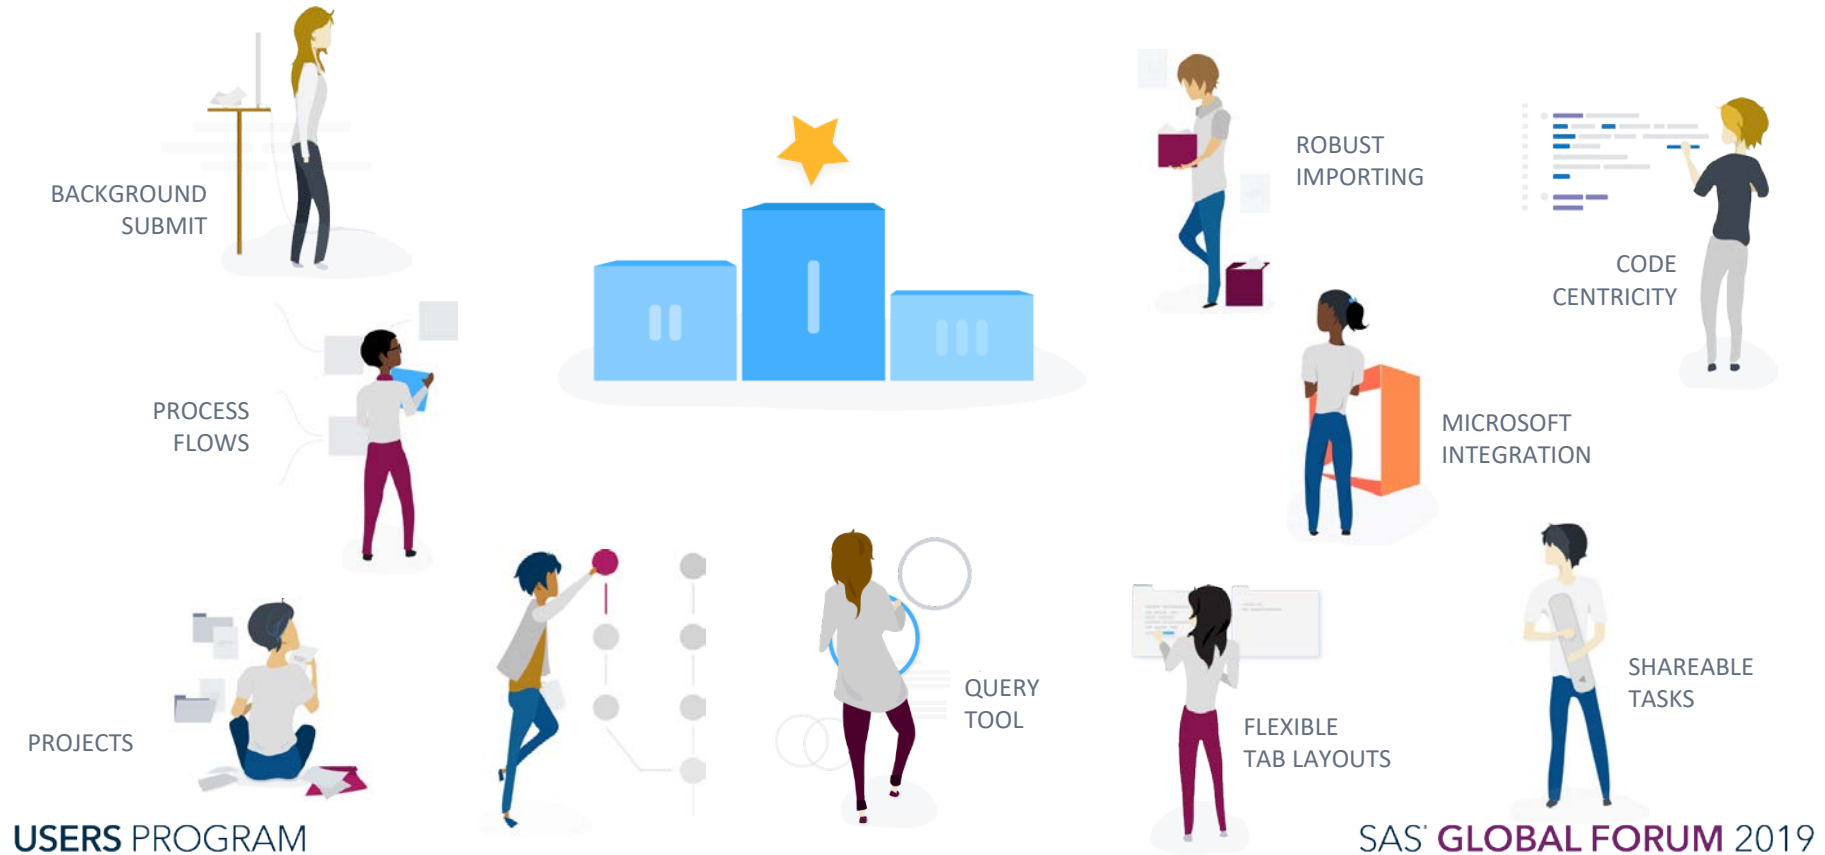 BACKGROUND
SUBMIT
ROBUST
IMPORTING
CODE
CENTRICITY
PROCESS
FLOWS
MICROSOFT
INTEGRATION
PROJECTS
QUERY
TOOL
FLEXIBLE
TAB LAYOUTS
SHAREABLE
TASKS
USERS PROGRAM
SAS® GLOBAL FORUM 2019